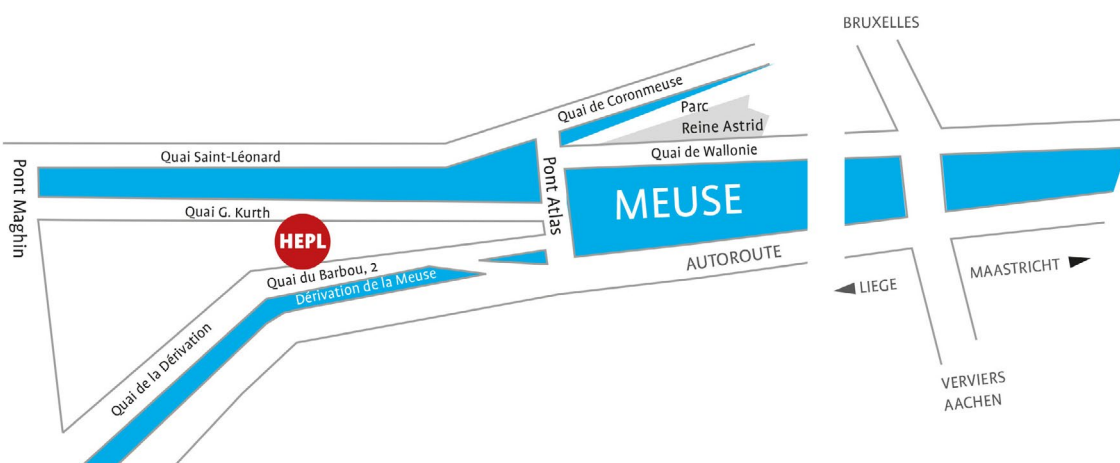 BRUXELLES
Quai de Coronmeuse
Parc
Reine Astrid
Quai Saint-Léonard
Quai de Wallonie
Pont Maghin
Pont Atlas
MEUSE
Quai G. Kurth
HEPL
Quai du Barbou, 2
Dérivation de la Meuse
AUTOROUTE
MAASTRICHT
LIEGE
Quai de la Dérivation
VERVIERS
AACHEN